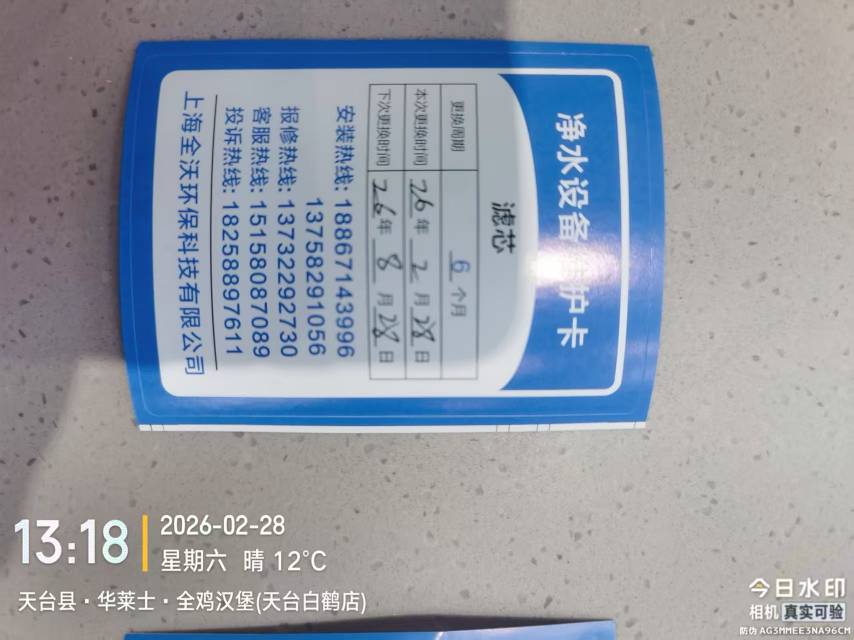 净水设备维护卡
滤芯
更换周期 6 个月
本次更换时间 26 年 2 月 28 日
下次更换时间 26 年 8 月 28 日
安装热线: 18867143996
13758291056
报修热线: 13732292730
客服热线: 15158087089
投诉热线: 18258897611
上海全沃环保科技有限公司
13:18
2026-02-28
星期六 晴 12°C
天台县·华莱士·全鸡汉堡(天台白鹤店)
今日水印
相机 真实可验
防伪 AG3MMEE3NA96CM